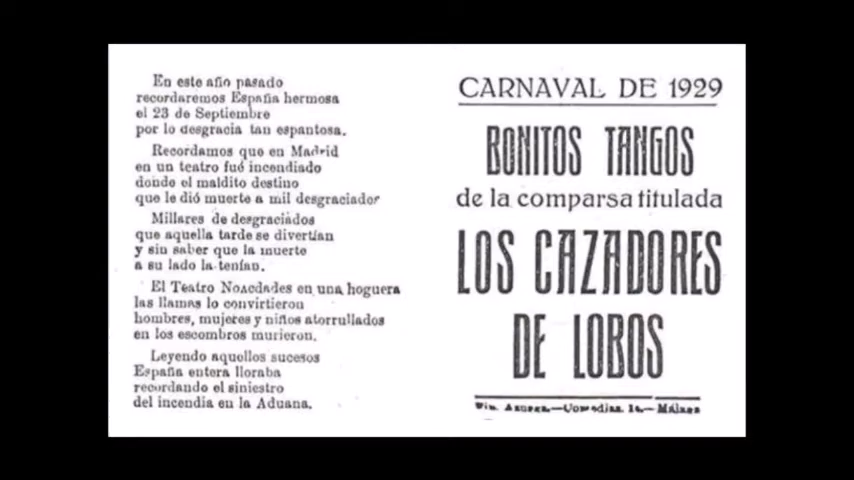 En este año pasado
recordaremos España hermosa
el 23 de Septiembre
por lo desgracia tan espantosa.
Recordamos que en Madrid
en un teatro fué incendiado
donde el maldito destino
que le dió muerte a mil desgraciador
Millares de desgraciados
que aquella tarde se divertían
y sin saber que la muerte
a su lado la tenían.
El Teatro Novedades en una hoguera
las llamas lo convirtieron
hombres, mujeres y niños atorrullados
en los escombros murieron.
Leyendo aquellos sucesos
España entera lloraba
recordando el siniestro
del incendia en la Aduana.
CARNAVAL DE 1929
BONITOS TANGOS
de la comparsa titulada
LOS CAZADORES
DE LOBOS
Málaga